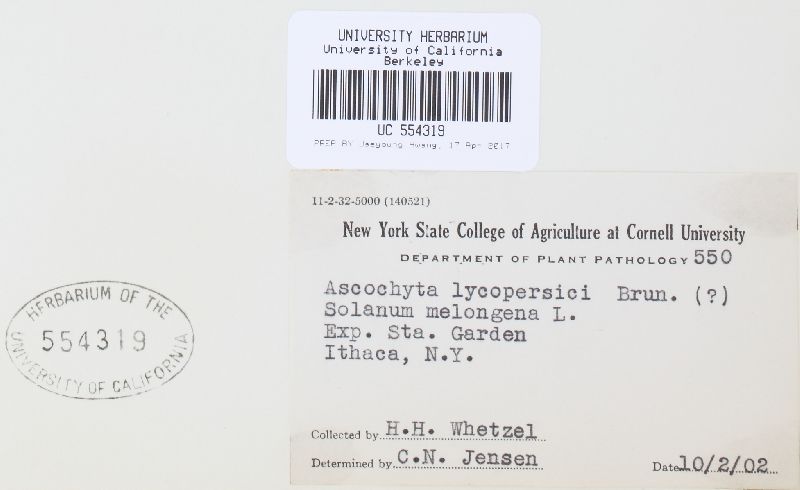 UNIVERSITY HERBARIUM
University of California
Berkeley
UC 554319
PREP BY Jaeyoung Hwang, 17 Apr 2017
11-2-32-5000 (140521)
New York State College of Agriculture at Cornell University
DEPARTMENT OF PLANT PATHOLOGY 550
Ascochyta lycopersici Brun. (?)
Solanum melongena L.
Exp. Sta. Garden
Ithaca, N.Y.
Collected by H.H. Whetzel
Determined by C.N. Jensen
Date 10/2/02
HERBARIUM OF THE
554319
UNIVERSITY OF CALIFORNIA